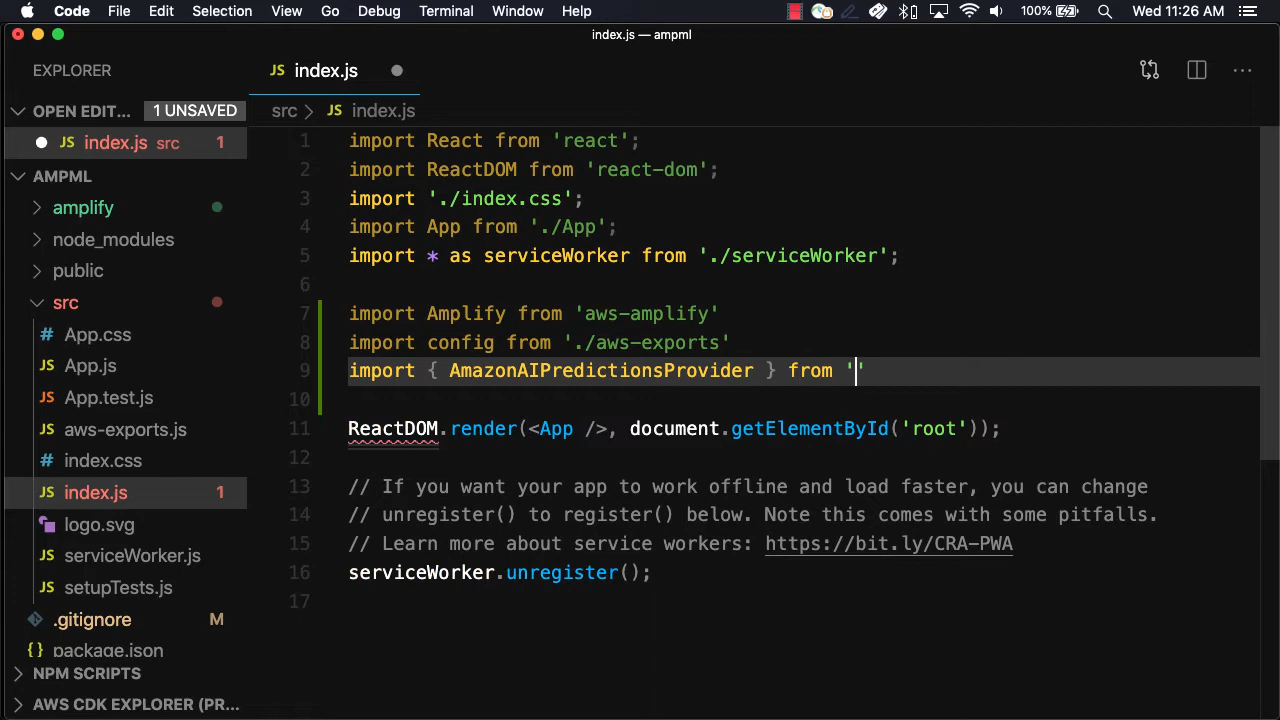 Code File Edit Selection View Go Debug Terminal Window Help 100% Wed 11:26 AM
index.js — ampml
EXPLORER
OPEN EDIT... 1 UNSAVED
JS index.js src 1
AMPML
amplify
node_modules
public
src
# App.css
JS App.js
JS App.test.js
JS aws-exports.js
# index.css
JS index.js 1
logo.svg
JS serviceWorker.js
JS setupTests.js
.gitignore M
{} package.json
NPM SCRIPTS
AWS CDK EXPLORER (PR...
JS index.js
src > JS index.js
1 import React from 'react';
2 import ReactDOM from 'react-dom';
3 import './index.css';
4 import App from './App';
5 import * as serviceWorker from './serviceWorker';
6
7 import Amplify from 'aws-amplify'
8 import config from './aws-exports'
9 import { AmazonAIPredictionsProvider } from ''
10
11 ReactDOM.render(<App />, document.getElementById('root'));
12
13 // If you want your app to work offline and load faster, you can change
14 // unregister() to register() below. Note this comes with some pitfalls.
15 // Learn more about service workers: https://bit.ly/CRA-PWA
16 serviceWorker.unregister();
17